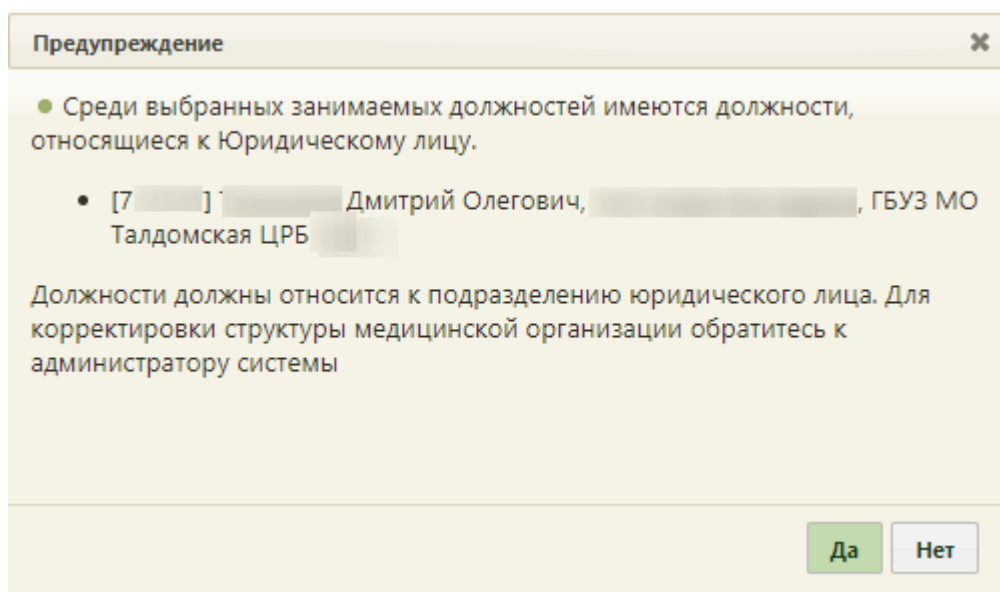 Предупреждение
Среди выбранных занимаемых должностей имеются должности,
относящиеся к Юридическому лицу.
[7 ] Дмитрий Олегович, , ГБУЗ МО
Талдомская ЦРБ
Должности должны относится к подразделению юридического лица. Для
корректировки структуры медицинской организации обратитесь к
администратору системы
Да Нет